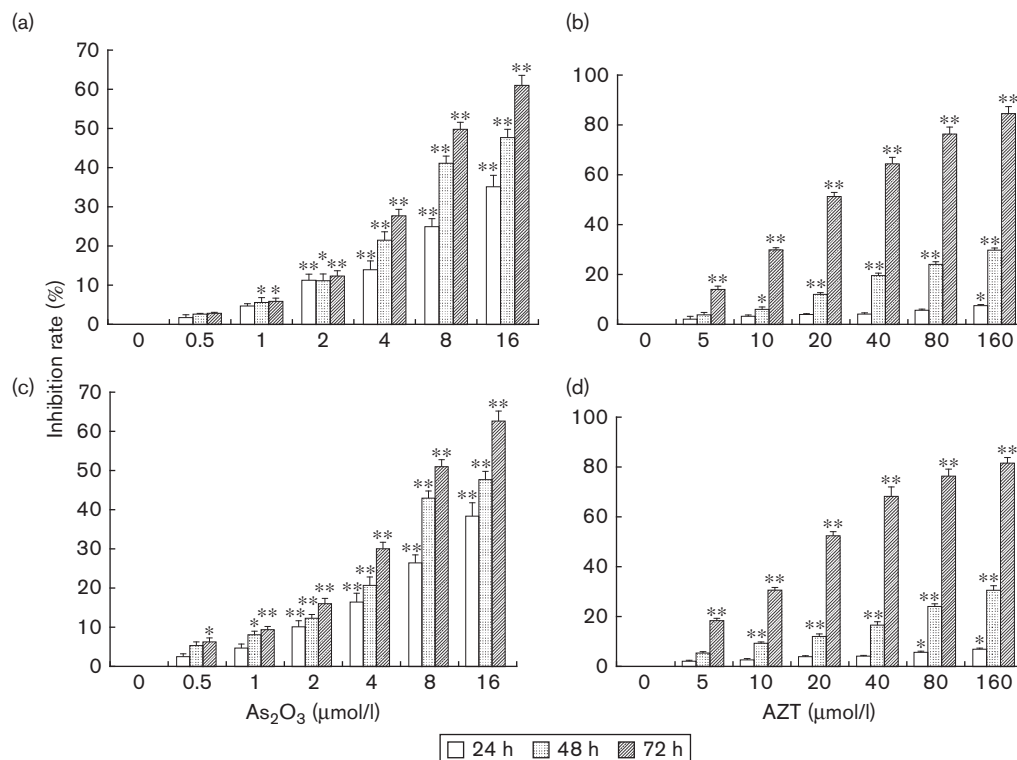 (a)
70
60
50
40
30
20
10
0
* *
** * **
** ** **
** ** **
** ** **
0 0.5 1 2 4 8 16
(b)
100
80
60
40
20
0
**
* **
** **
** **
** **
* ** **
0 5 10 20 40 80 160
Inhibition rate (%)
(c)
70
60
50
40
30
20
10
0
*
* **
** ** **
** ** **
** ** **
** ** **
0 0.5 1 2 4 8 16
As₂O₃ (μmol/l)
(d)
100
80
60
40
20
0
**
** **
** **
** **
* ** **
* ** **
0 5 10 20 40 80 160
AZT (μmol/l)
24 h 48 h 72 h